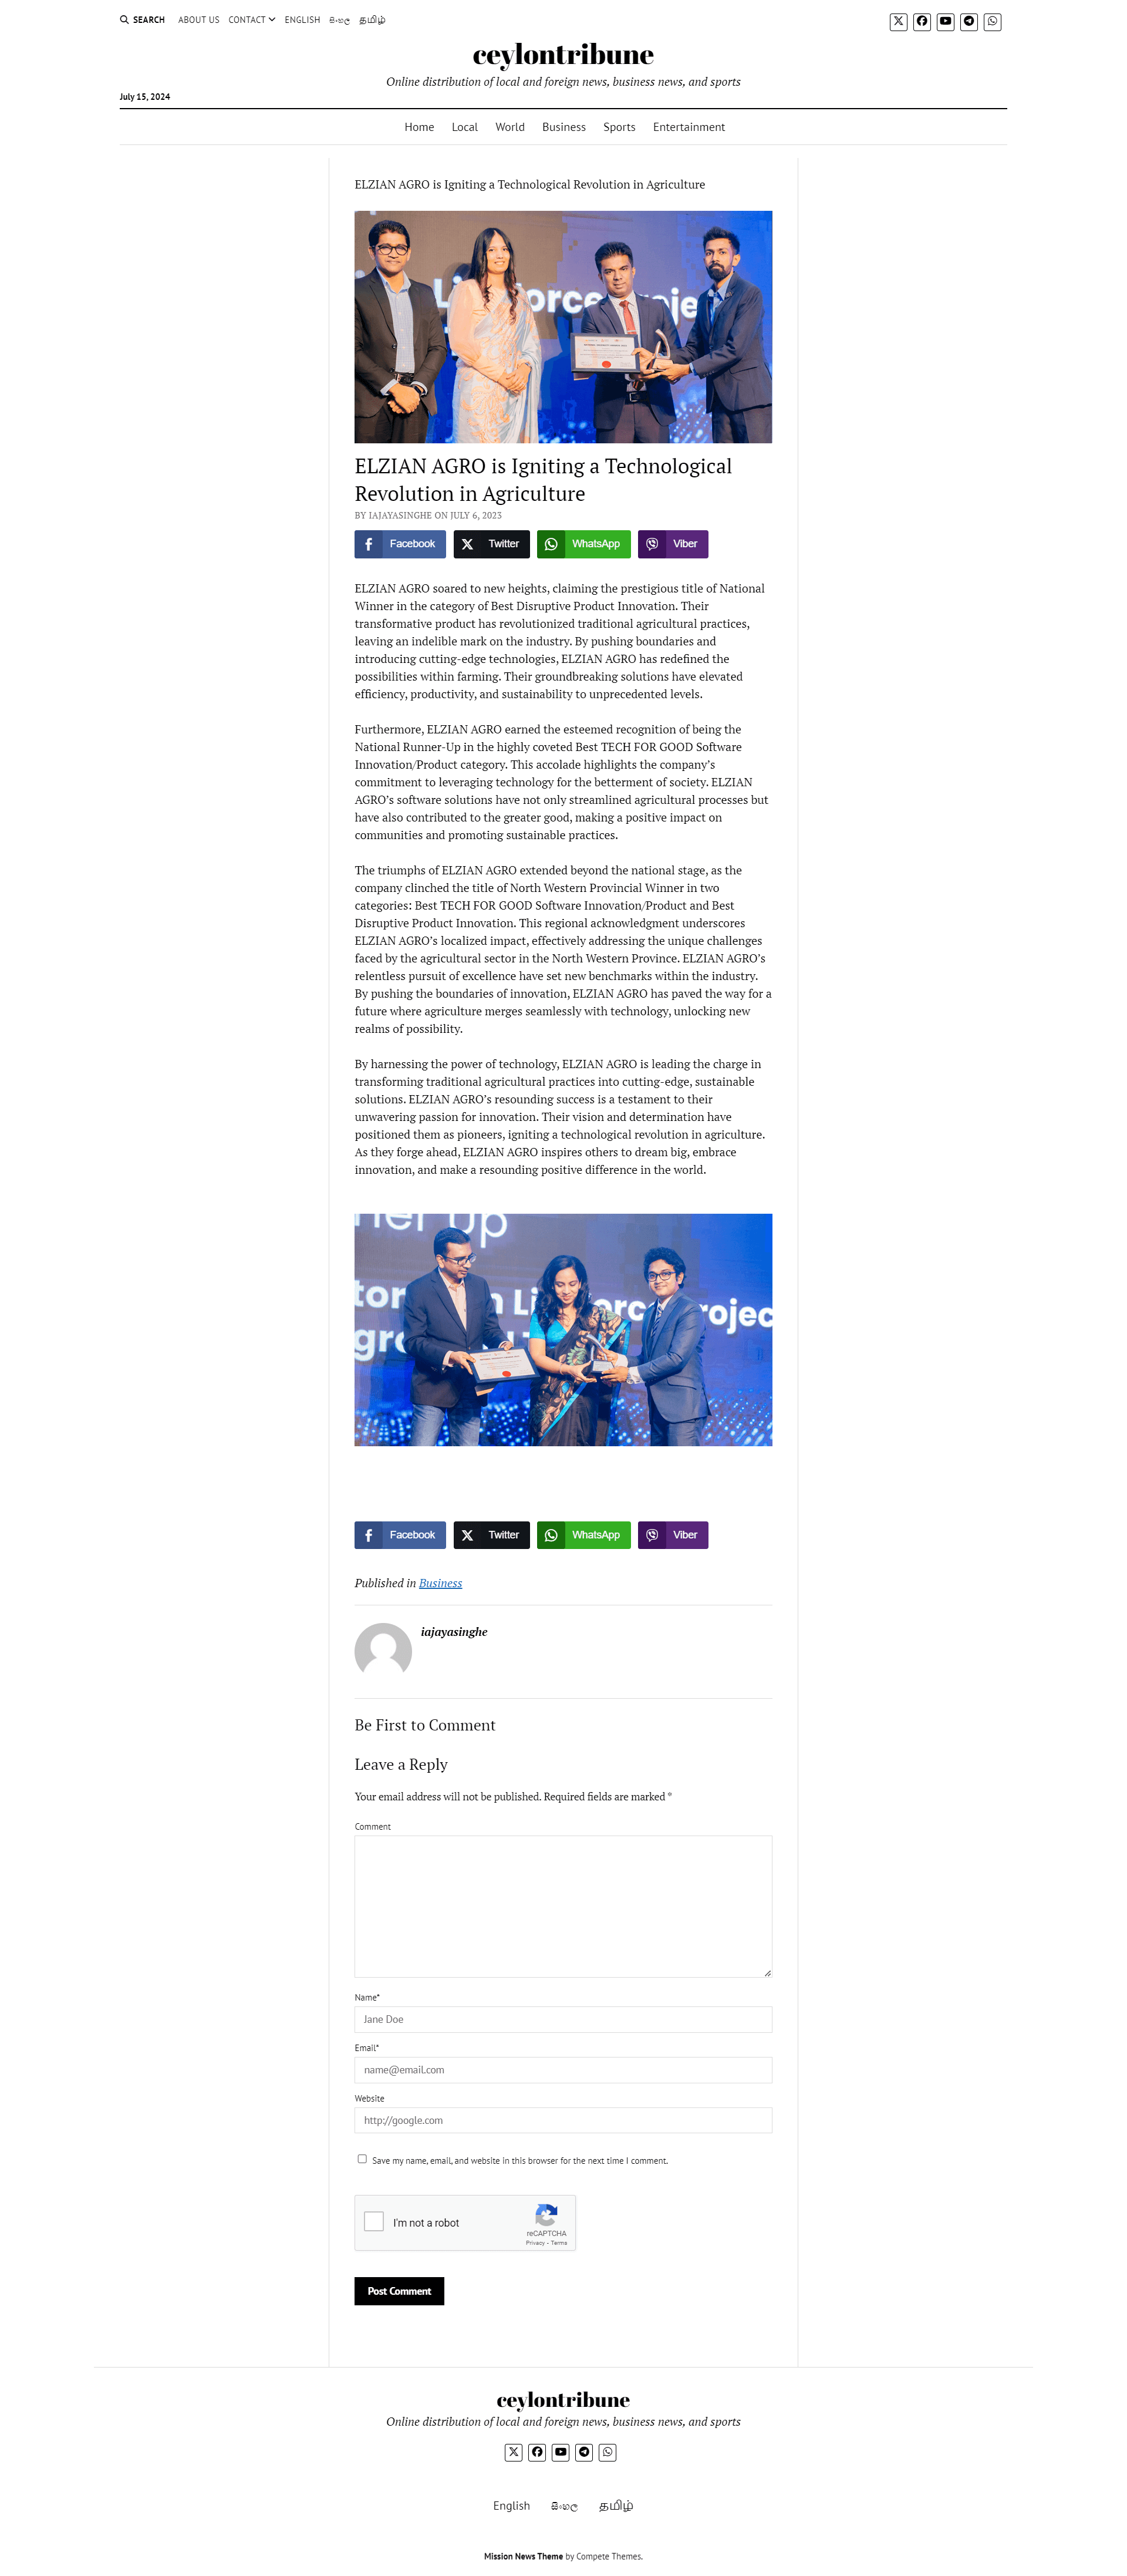 SEARCH ABOUT US CONTACT ENGLISH සිංහල தமிழ்
ceylontribune
Online distribution of local and foreign news, business news, and sports
July 15, 2024
Home Local World Business Sports Entertainment
ELZIAN AGRO is Igniting a Technological Revolution in Agriculture
ELZIAN AGRO is Igniting a Technological
Revolution in Agriculture
BY IAJAYASINGHE ON JULY 6, 2023
Facebook Twitter WhatsApp Viber
ELZIAN AGRO soared to new heights, claiming the prestigious title of National
Winner in the category of Best Disruptive Product Innovation. Their
transformative product has revolutionized traditional agricultural practices,
leaving an indelible mark on the industry. By pushing boundaries and
introducing cutting-edge technologies, ELZIAN AGRO has redefined the
possibilities within farming. Their groundbreaking solutions have elevated
efficiency, productivity, and sustainability to unprecedented levels.
Furthermore, ELZIAN AGRO earned the esteemed recognition of being the
National Runner-Up in the highly coveted Best TECH FOR GOOD Software
Innovation/Product category. This accolade highlights the company’s
commitment to leveraging technology for the betterment of society. ELZIAN
AGRO’s software solutions have not only streamlined agricultural processes but
have also contributed to the greater good, making a positive impact on
communities and promoting sustainable practices.
The triumphs of ELZIAN AGRO extended beyond the national stage, as the
company clinched the title of North Western Provincial Winner in two
categories: Best TECH FOR GOOD Software Innovation/Product and Best
Disruptive Product Innovation. This regional acknowledgment underscores
ELZIAN AGRO’s localized impact, effectively addressing the unique challenges
faced by the agricultural sector in the North Western Province. ELZIAN AGRO’s
relentless pursuit of excellence have set new benchmarks within the industry.
By pushing the boundaries of innovation, ELZIAN AGRO has paved the way for a
future where agriculture merges seamlessly with technology, unlocking new
realms of possibility.
By harnessing the power of technology, ELZIAN AGRO is leading the charge in
transforming traditional agricultural practices into cutting-edge, sustainable
solutions. ELZIAN AGRO’s resounding success is a testament to their
unwavering passion for innovation. Their vision and determination have
positioned them as pioneers, igniting a technological revolution in agriculture.
As they forge ahead, ELZIAN AGRO inspires others to dream big, embrace
innovation, and make a resounding positive difference in the world.
Facebook Twitter WhatsApp Viber
Published in Business
iajayasinghe
Be First to Comment
Leave a Reply
Your email address will not be published. Required fields are marked *
Comment
Name*
Jane Doe
Email*
name@email.com
Website
http://google.com
Save my name, email, and website in this browser for the next time I comment.
I'm not a robot
reCAPTCHA
Privacy - Terms
Post Comment
ceylontribune
Online distribution of local and foreign news, business news, and sports
English සිංහල தமிழ்
Mission News Theme by Compete Themes.